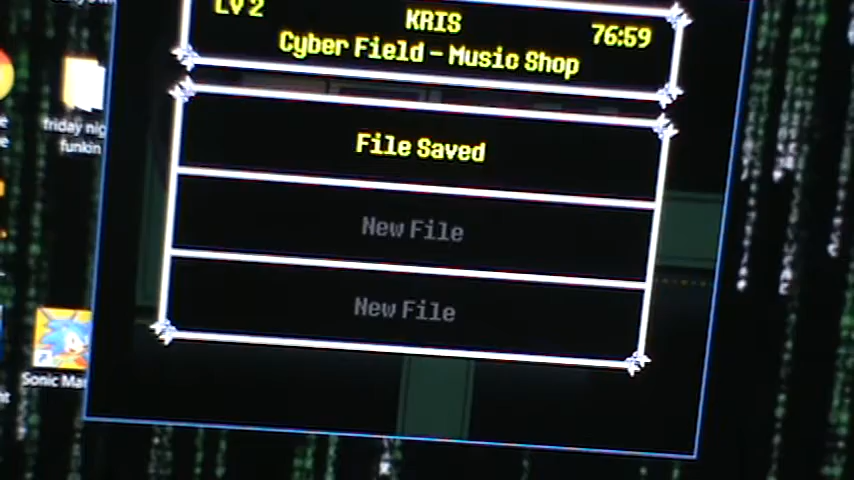 LV 2
KRIS
76:59
Cyber Field - Music Shop
File Saved
New File
New File
friday nig
funkin
Sonic Ma